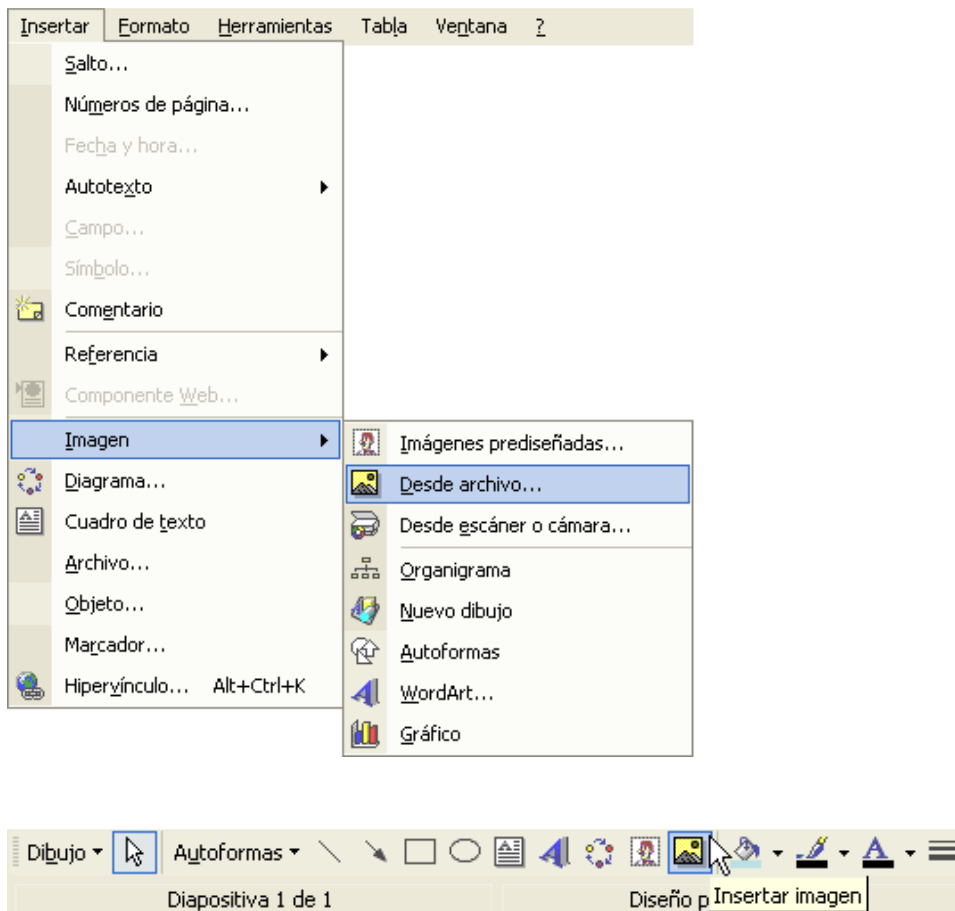 Insertar Formato Herramientas Tabla Ventana ?
Salto...
Números de página...
Fecha y hora...
Autotexto
Campo...
Símbolo...
Comentario
Referencia
Componente Web...
Imagen
Diagrama...
Cuadro de texto
Archivo...
Objeto...
Marcador...
Hipervínculo... Alt+Ctrl+K
Imágenes prediseñadas...
Desde archivo...
Desde escáner o cámara...
Organigrama
Nuevo dibujo
Autoformas
WordArt...
Gráfico
Dibujo Autoformas
Diapositiva 1 de 1 Diseño p
Insertar imagen